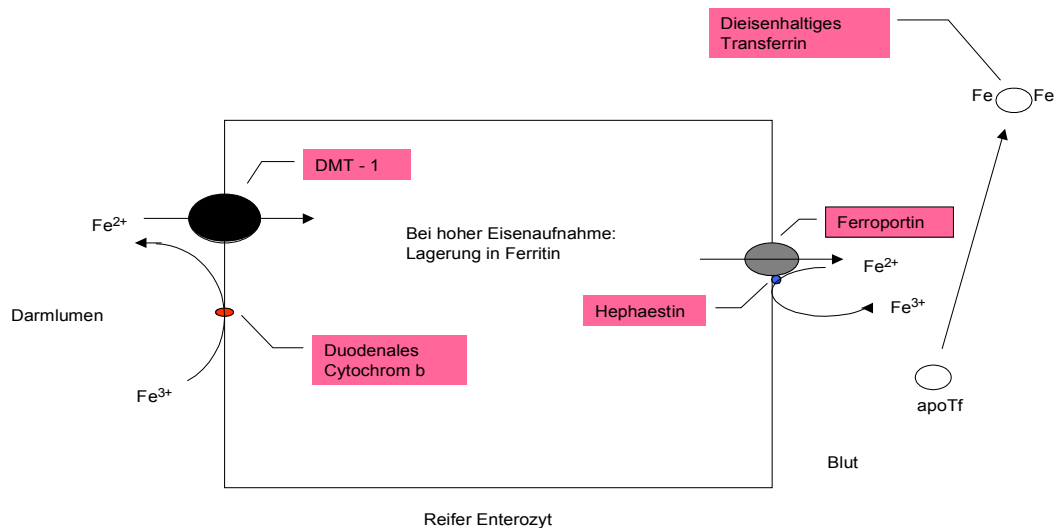 Dieisenhaltiges
Transferrin
Fe
Fe
DMT - 1
Fe²⁺
Bei hoher Eisenaufnahme:
Lagerung in Ferritin
Ferroportin
Fe²⁺
Hephaestin
Fe³⁺
Darmlumen
Duodenales
Cytochrom b
Fe³⁺
apoTf
Blut
Reifer Enterozyt